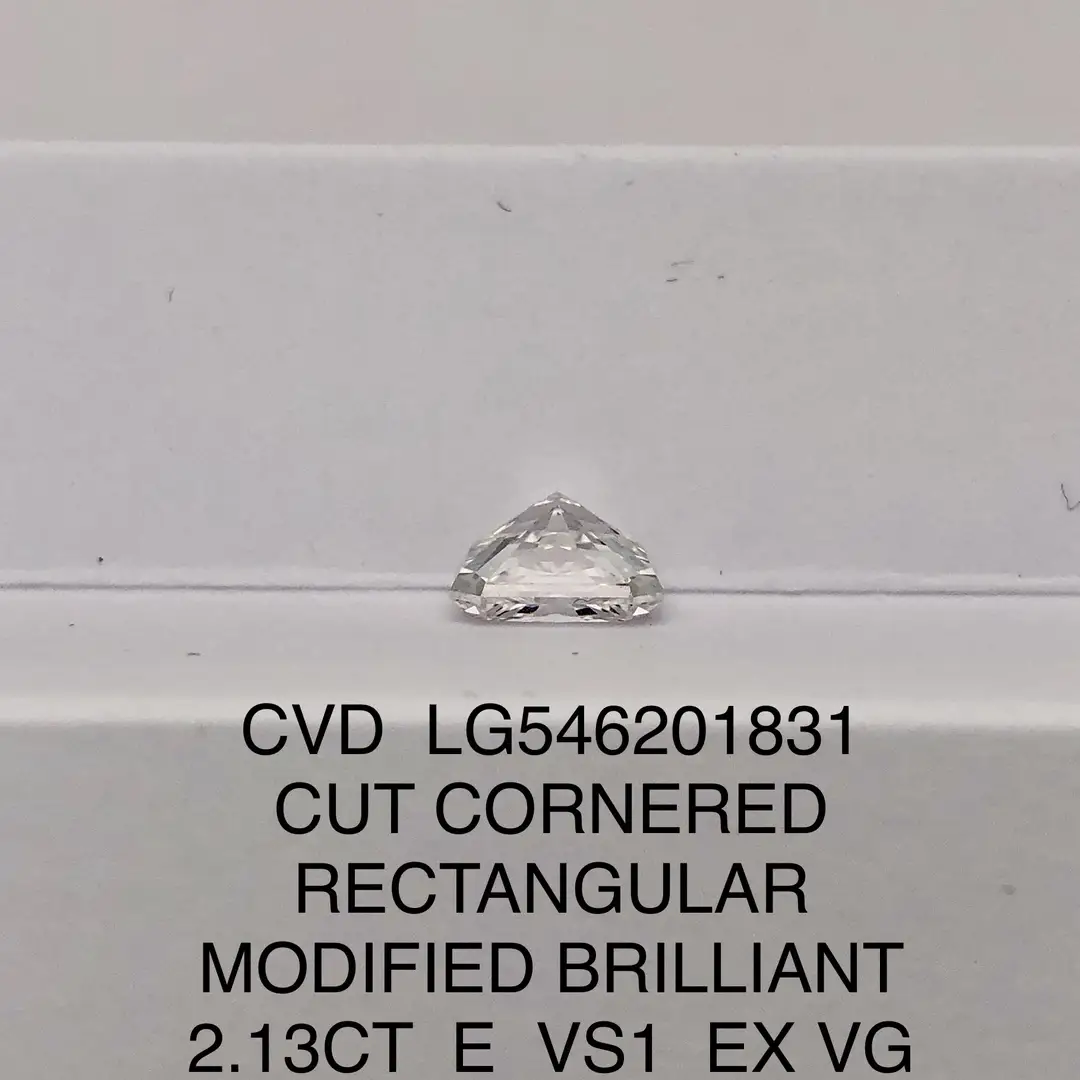 CVD LG546201831
CUT CORNERED
RECTANGULAR
MODIFIED BRILLIANT
2.13CT E VS1 EX VG